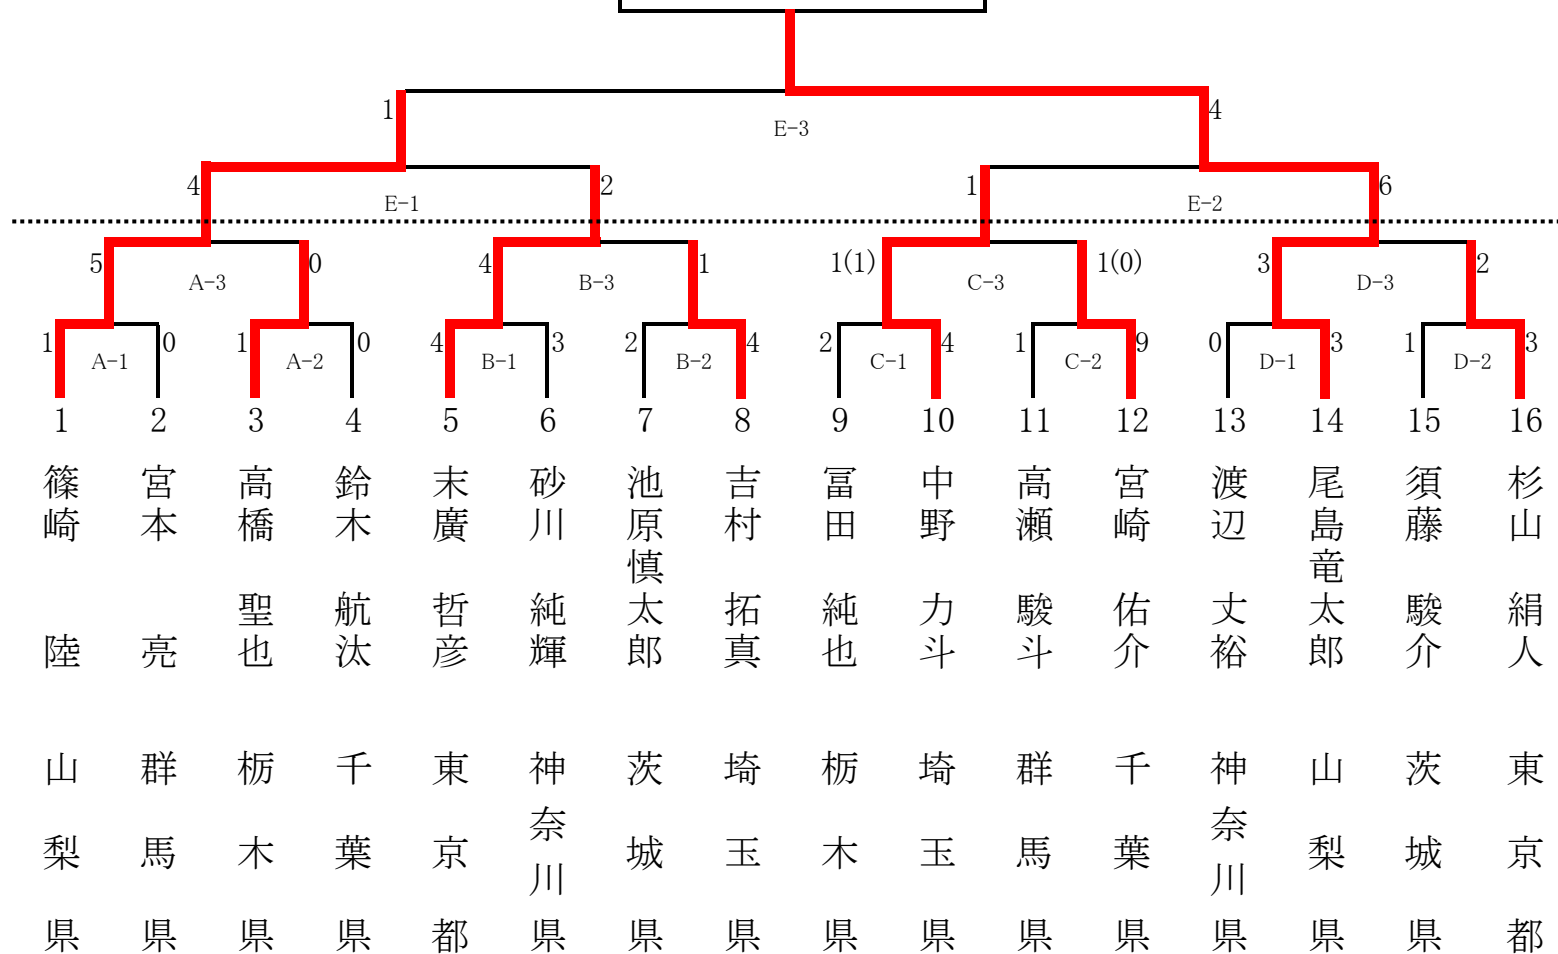 1 4
E-3
4 2 1 6
E-1 E-2
5 0 4 1 1(1) 1(0) 3 2
A-3 B-3 C-3 D-3
1 0 1 0 4 3 2 4 2 4 1 9 0 3 1 3
A-1 A-2 B-1 B-2 C-1 C-2 D-1 D-2
1 2 3 4 5 6 7 8 9 10 11 12 13 14 15 16
篠崎 陸
宮本 亮
高橋 聖也
鈴木 航汰
末廣 哲彦
砂川 純輝
池原慎太郎
吉村 拓真
冨田 純也
中野 力斗
高瀬 駿斗
宮崎 佑介
渡辺 丈裕
尾島竜太郎
須藤 駿介
杉山 絹人
山梨県
群馬県
栃木県
千葉県
東京都
神奈川県
茨城県
埼玉県
栃木県
埼玉県
群馬県
千葉県
神奈川県
山梨県
茨城県
東京都